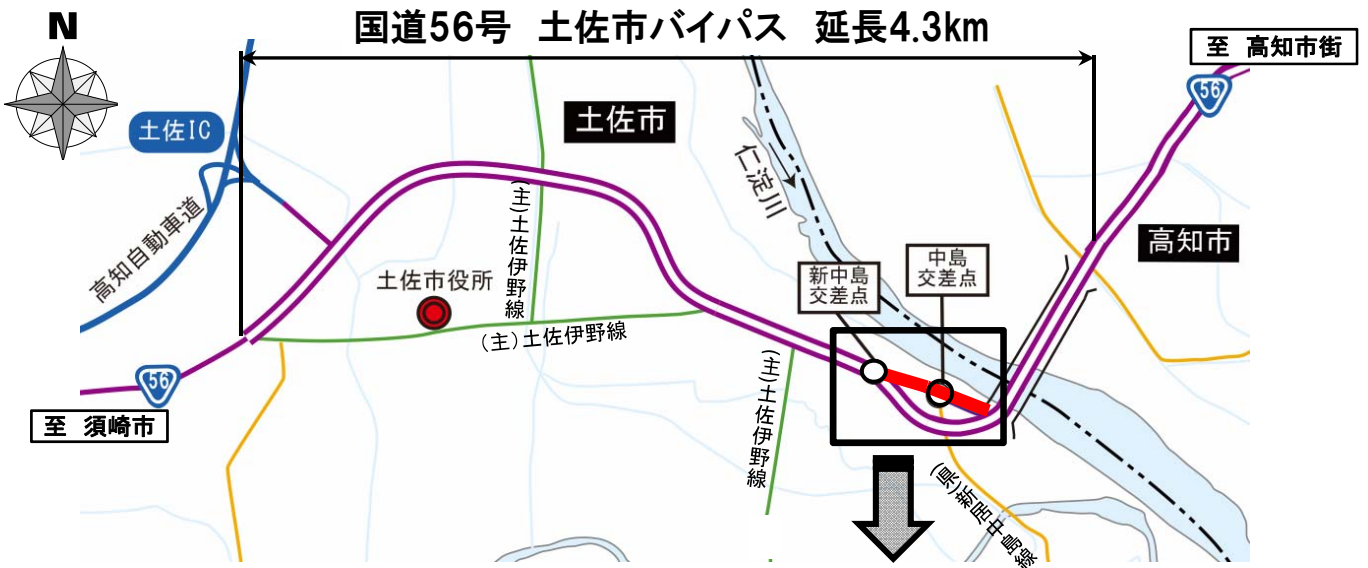 国道56号 土佐市バイパス 延長4.3km
N
至 高知市街
56
土佐IC
土佐市
仁淀川
高知自動車道
(主)土佐伊野線
高知市
土佐市役所
新中島
交差点
中島
交差点
(主)土佐伊野線
(主)土佐伊野線
56
至 須崎市
(県)新居中島線